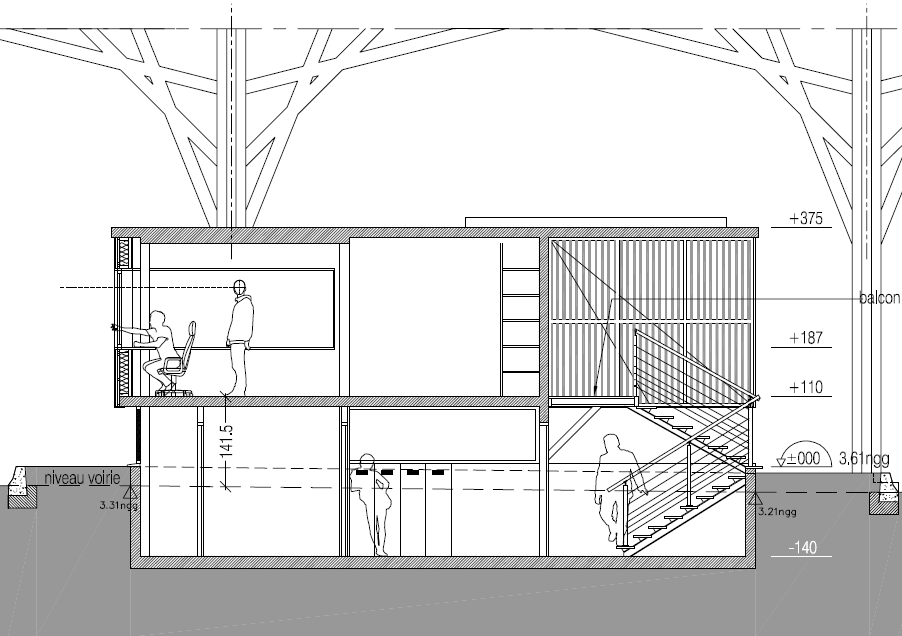 +375
balcon
+187
+110
141.5
±000 3.61ngg
niveau voirie
3.31ngg
3.21ngg
-140